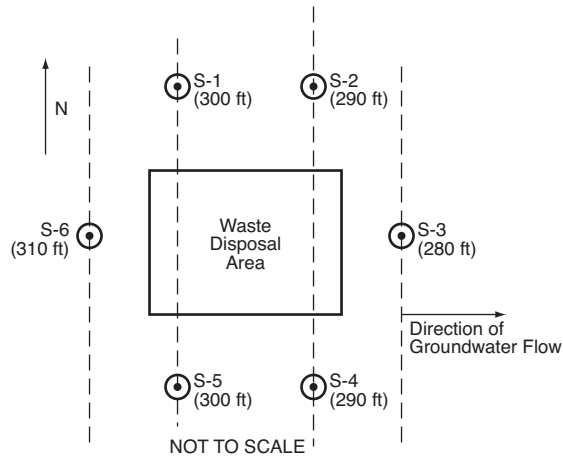 S-1
(300 ft)
S-2
(290 ft)
N
S-6
(310 ft)
Waste
Disposal
Area
S-3
(280 ft)
Direction of
Groundwater Flow
S-5
(300 ft)
S-4
(290 ft)
NOT TO SCALE